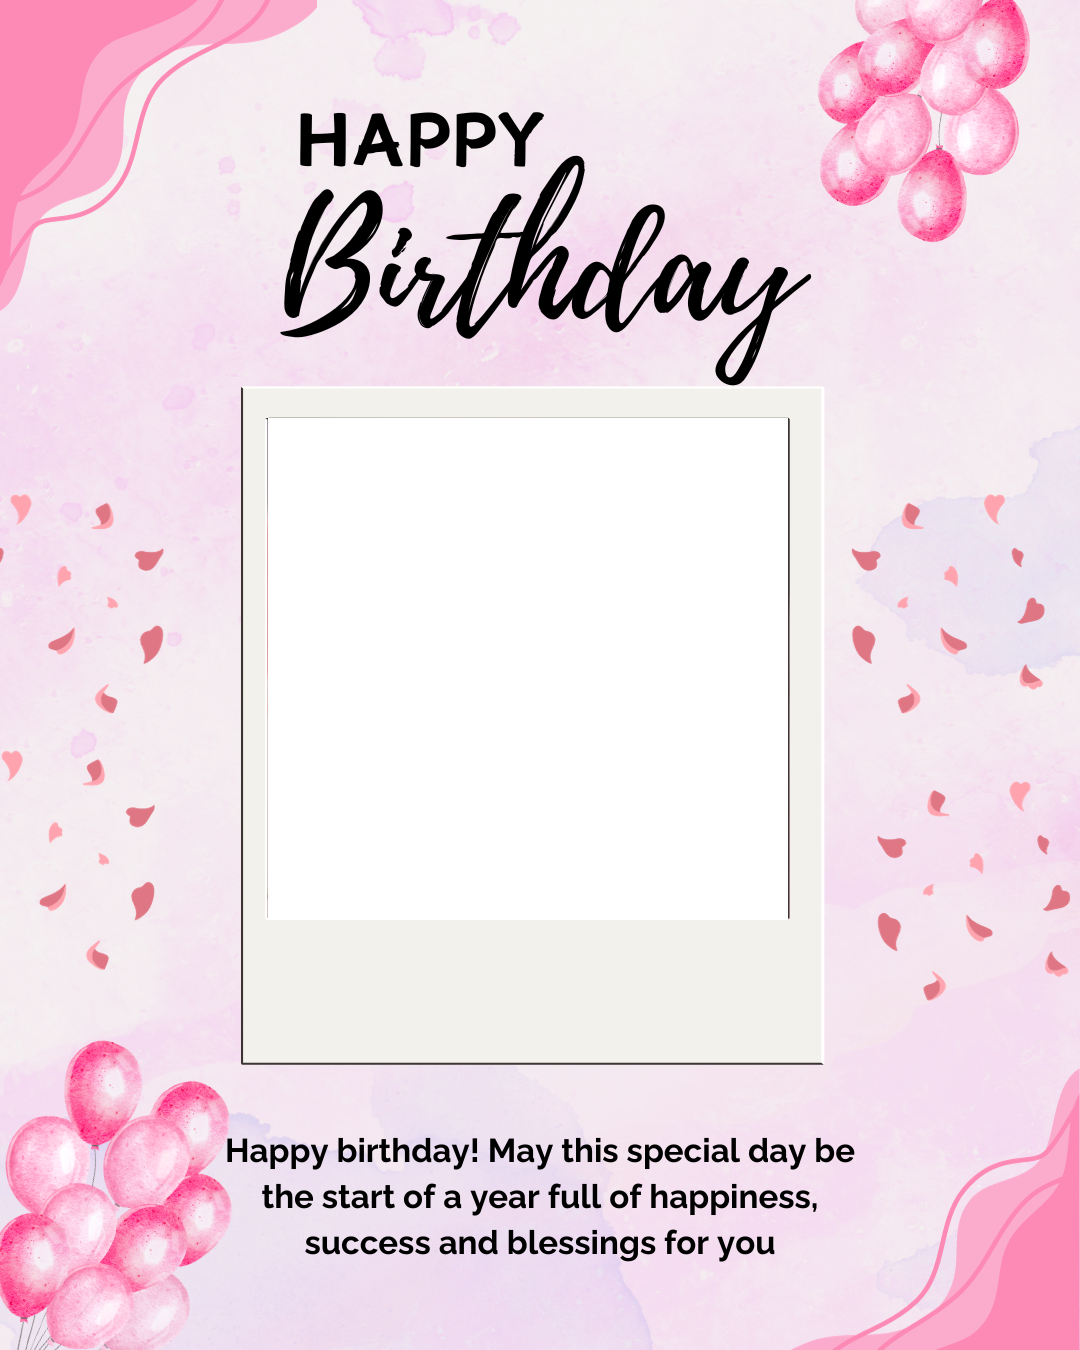 HAPPY
Birthday
Happy birthday! May this special day be
the start of a year full of happiness,
success and blessings for you